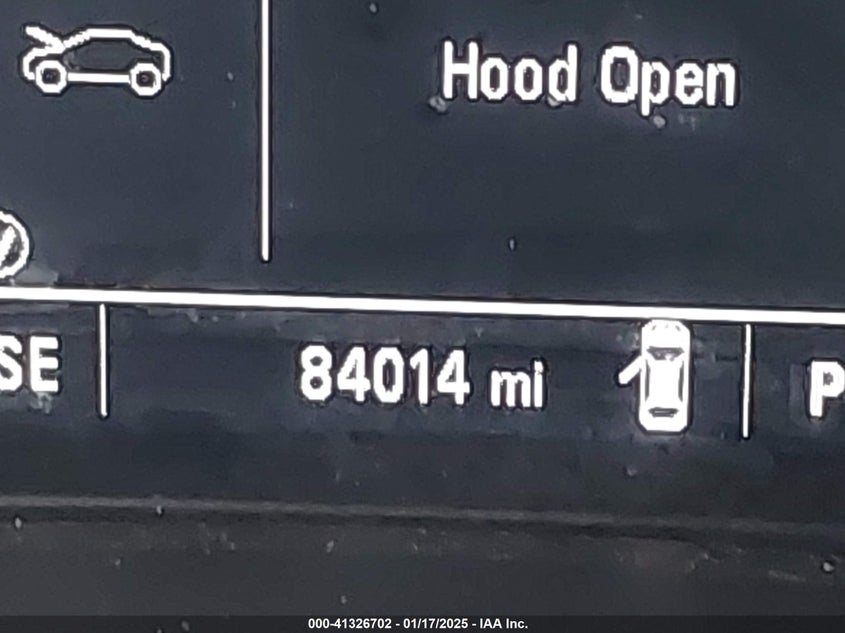 Hood Open
SE
84014 mi
P
000-41326702 - 01/17/2025 - IAA Inc.